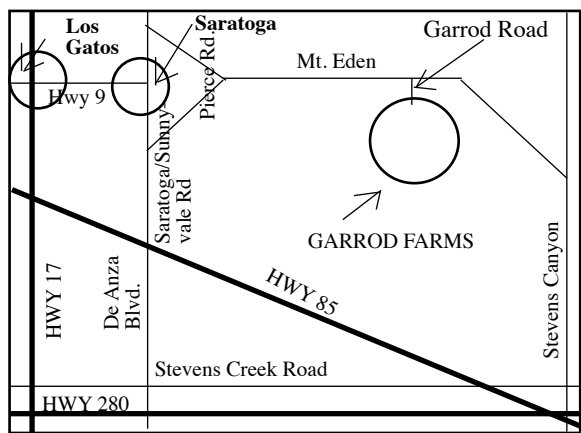 Los
Gatos
Saratoga
Garrod Road
Pierce Rd.
Mt. Eden
Hwy 9
Saratoga/Sunny-
vale Rd
GARROD FARMS
HWY 17
De Anza
Blvd.
HWY 85
Stevens Canyon
Stevens Creek Road
HWY 280